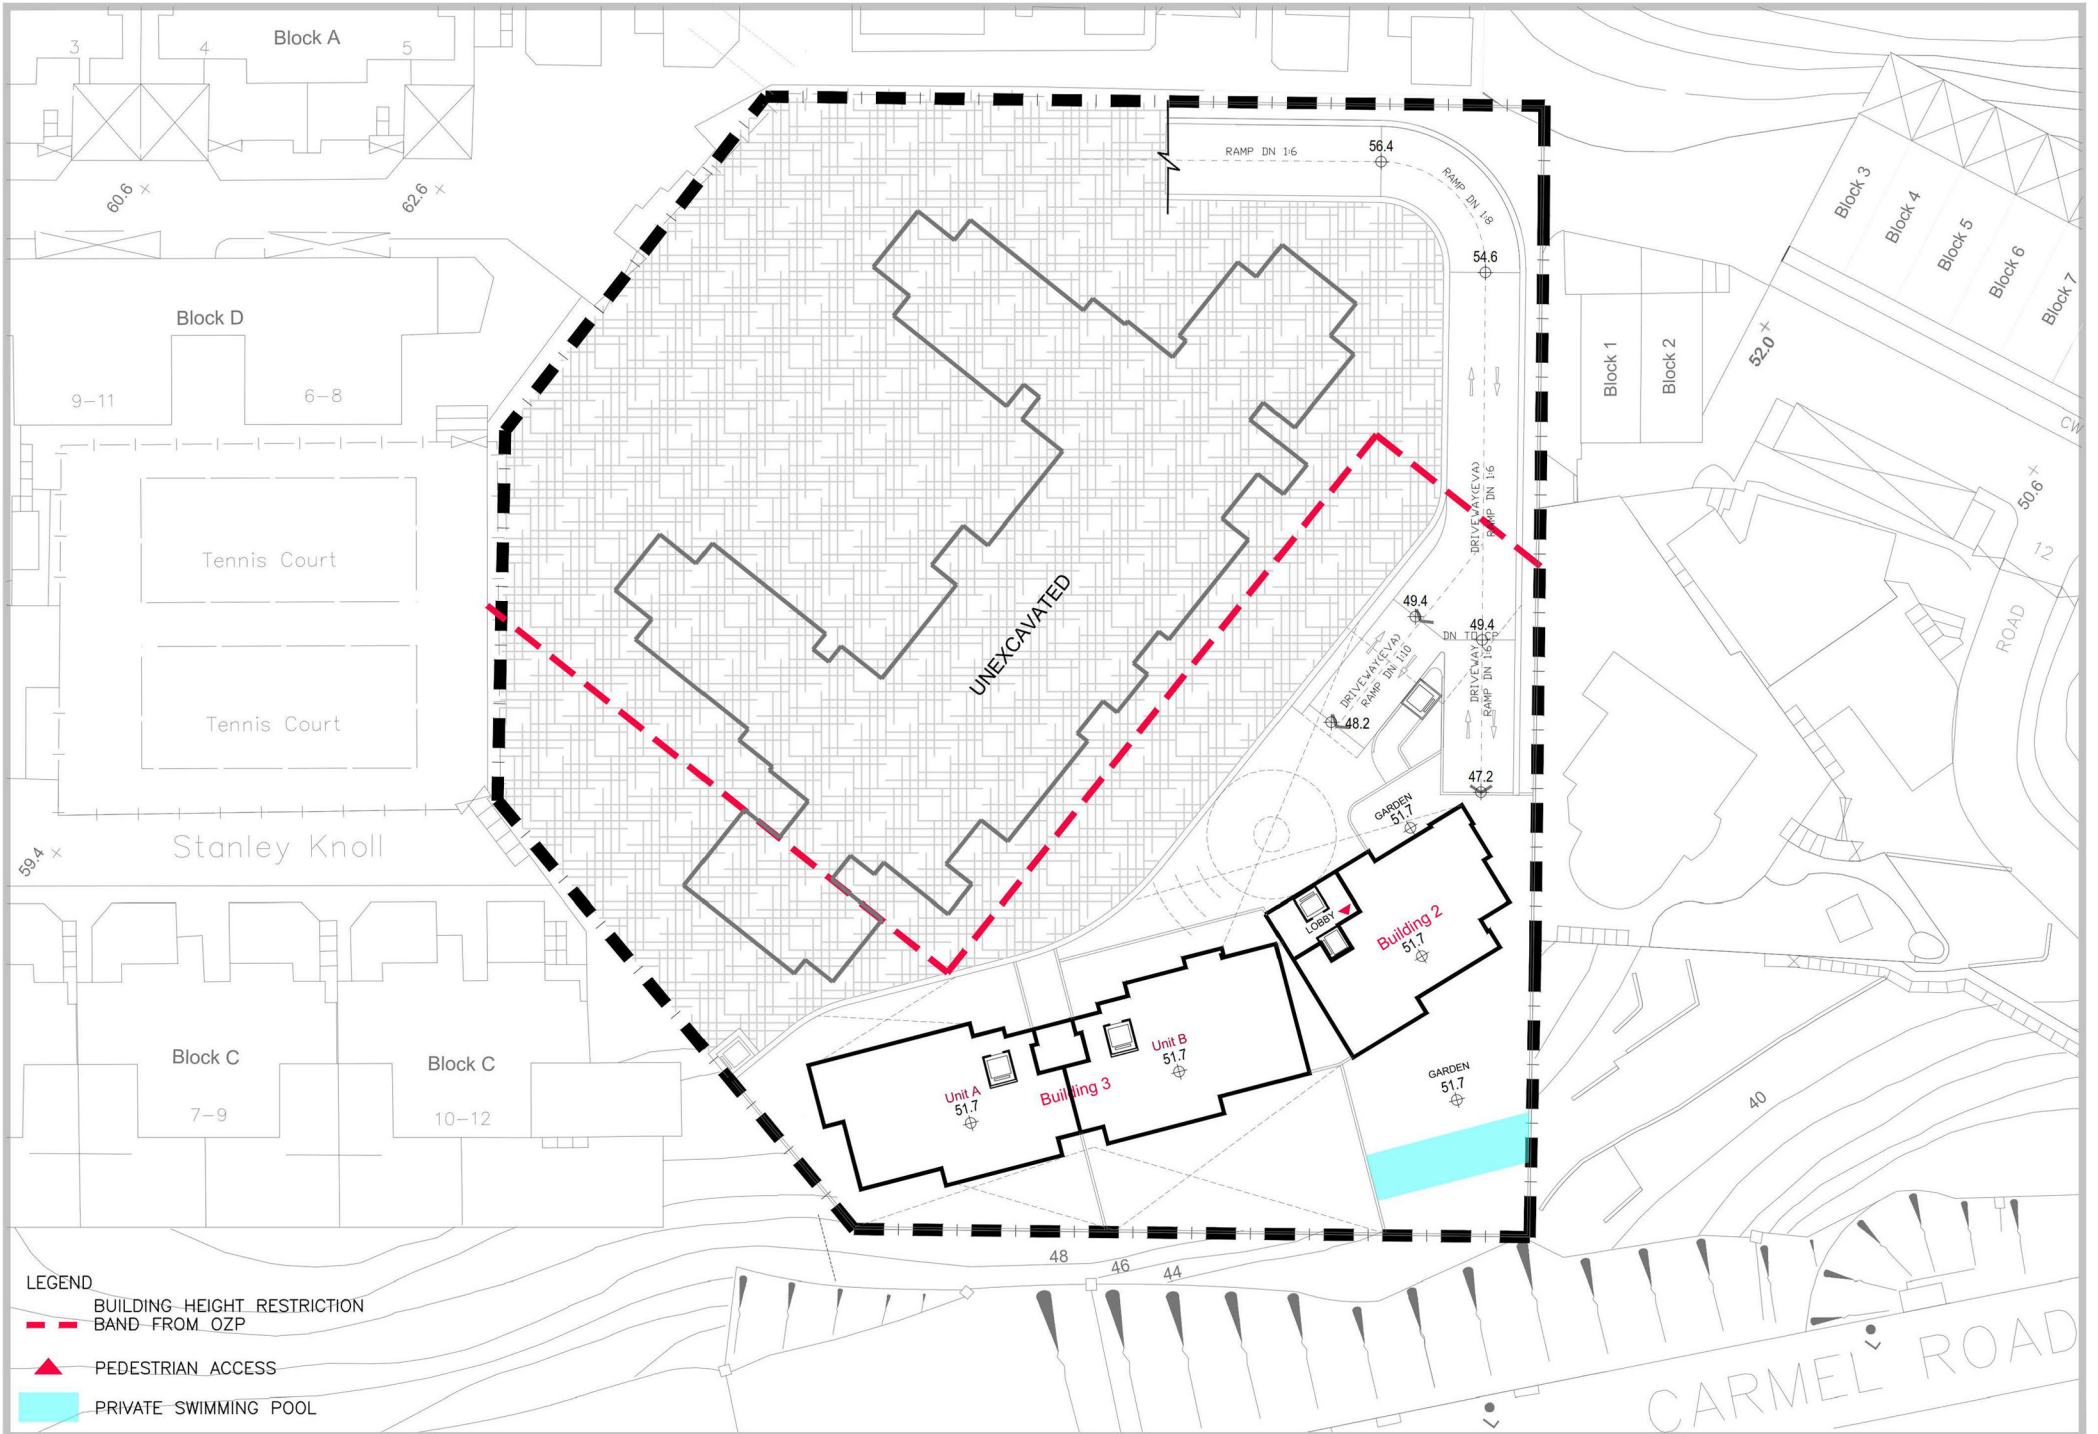 Block A
3
4
5
60.6
62.6
RAMP DN 1:6
56.4
RAMP DN 1:8
54.6
Block 3
Block 4
Block 5
Block 6
Block 7
Block 1
Block 2
52.0
CW
Block D
9-11
6-8
DRIVEWAY(EVA)
RAMP DN 1:6
50.6
12
ROAD
Tennis Court
Tennis Court
UNEXCAVATED
49.4
49.4
DN TO CP
DRIVEWAY(EVA)
RAMP DN 1:10
DRIVEWAY
RAMP DN 1:6
48.2
47.2
GARDEN
51.7
Stanley Knoll
59.4
LOBBY
Building 2
51.7
Block C
7-9
Block C
10-12
Unit A
51.7
Building 3
Unit B
51.7
GARDEN
51.7
40
48
46
44
LEGEND
BUILDING HEIGHT RESTRICTION
BAND FROM OZP
PEDESTRIAN ACCESS
PRIVATE SWIMMING POOL
CARMEL ROAD
L
L